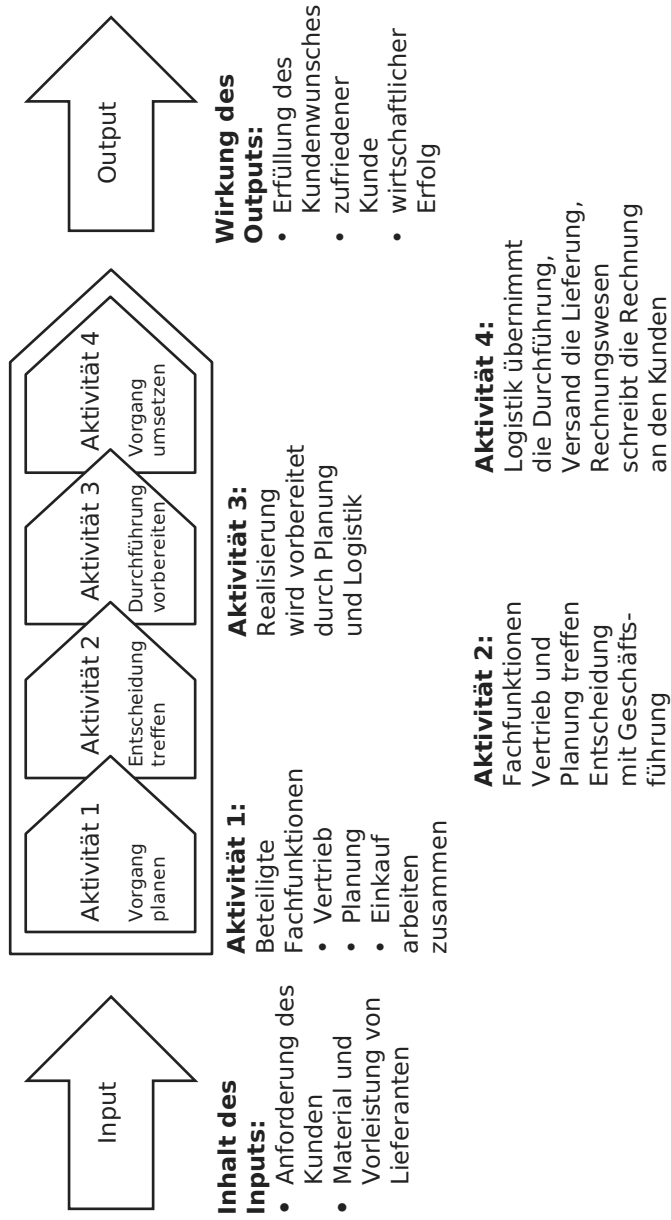 Input
Aktivität 1
Vorgang
planen
Aktivität 2
Entscheidung
treffen
Aktivität 3
Durchführung
vorbereiten
Aktivität 4
Vorgang
umsetzen
Output
Inhalt des
Inputs:
• Anforderung des
Kunden
• Material und
Vorleistung von
Lieferanten
Aktivität 1:
Beteiligte
Fachfunktionen
• Vertrieb
• Planung
• Einkauf
arbeiten
zusammen
Aktivität 2:
Fachfunktionen
Vertrieb und
Planung treffen
Entscheidung
mit Geschäfts-
führung
Aktivität 3:
Realisierung
wird vorbereitet
durch Planung
und Logistik
Aktivität 4:
Logistik übernimmt
die Durchführung,
Versand die Lieferung,
Rechnungswesen
schreibt die Rechnung
an den Kunden
Wirkung des
Outputs:
• Erfüllung des
Kundenwunsches
• zufriedener
Kunde
• wirtschaftlicher
Erfolg